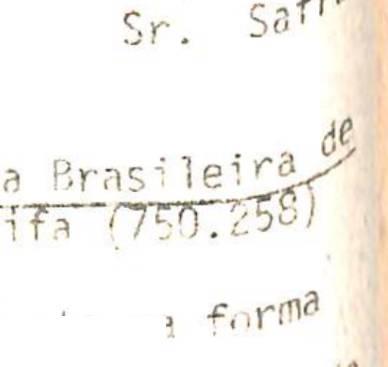 Sr.
a Brasileira de
ifa (750.258)
a forma